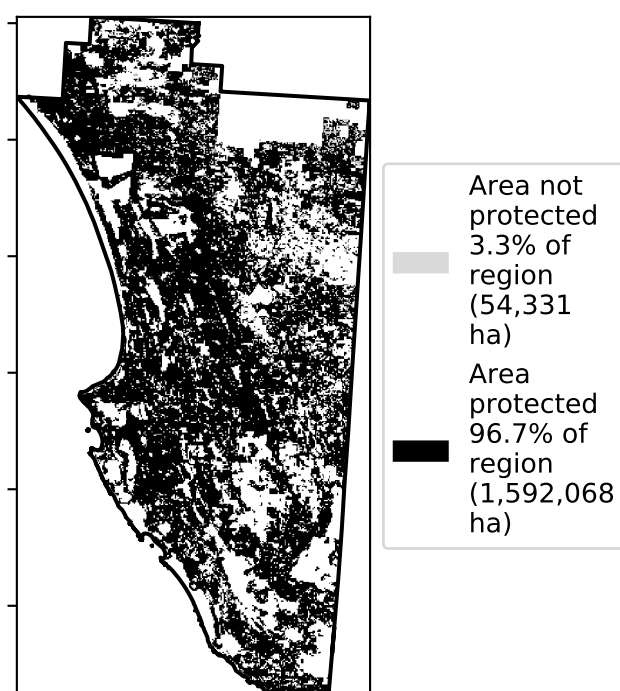 Area not
protected
3.3% of
region
(54,331
ha)
Area
protected
96.7% of
region
(1,592,068
ha)